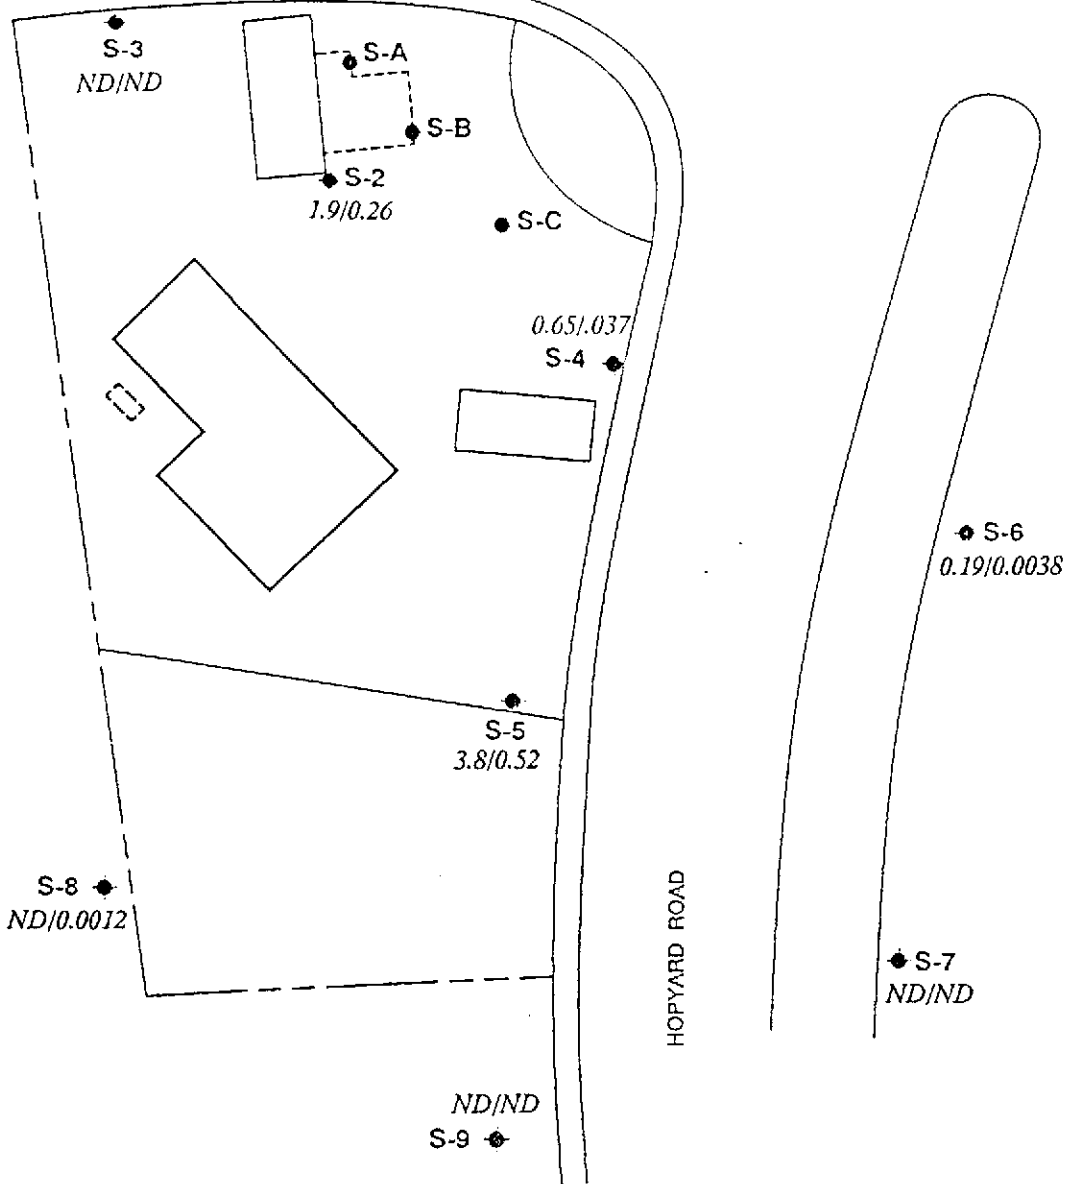 S-3
ND/ND
S-A
S-B
S-2
1.9/0.26
S-C
0.65/.037
S-4
S-6
0.19/0.0038
S-5
3.8/0.52
S-8
ND/0.0012
HOPYARD ROAD
S-7
ND/ND
ND/ND
S-9